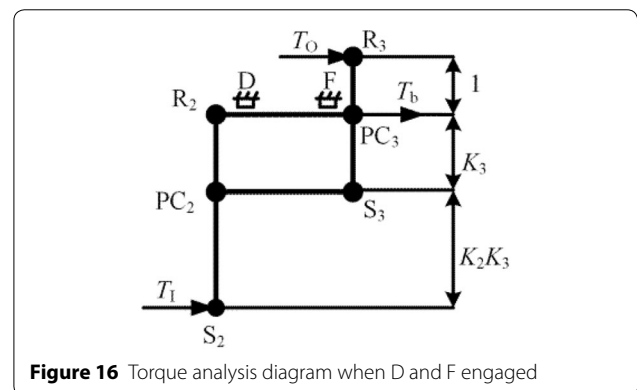 T_O R_3
D F 1
R_2 T_b
PC_3
K_3
PC_2 S_3
K_2K_3
T_I
S_2
Figure 16 Torque analysis diagram when D and F engaged